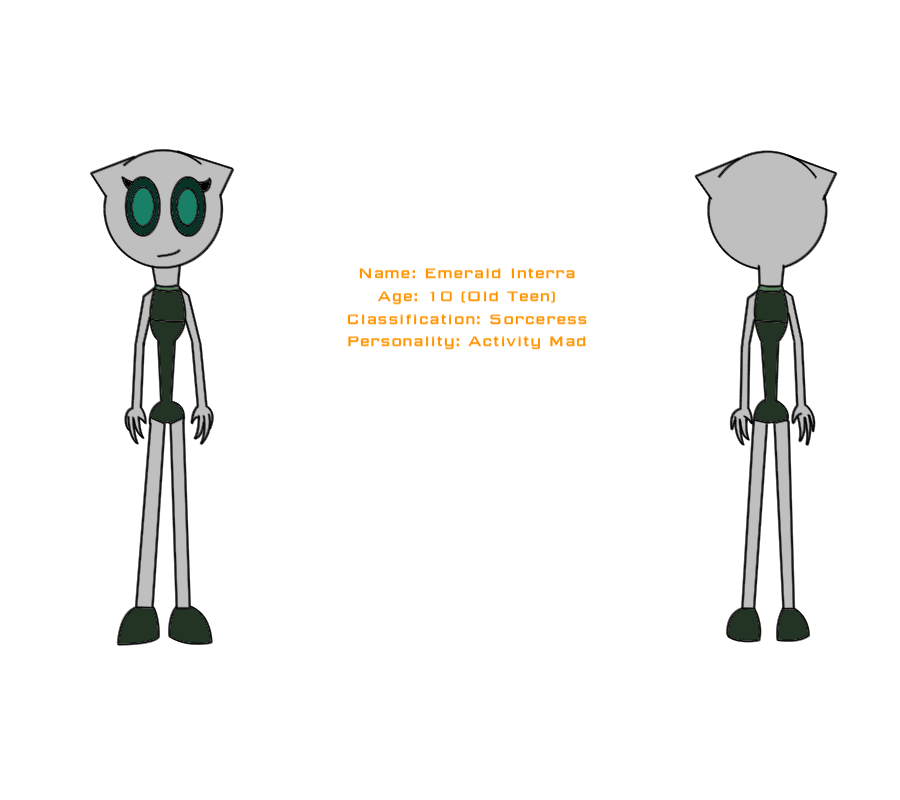 Name: Emerald Interra
Age: 10 (Old Teen)
Classification: Sorceress
Personality: Activity Mad